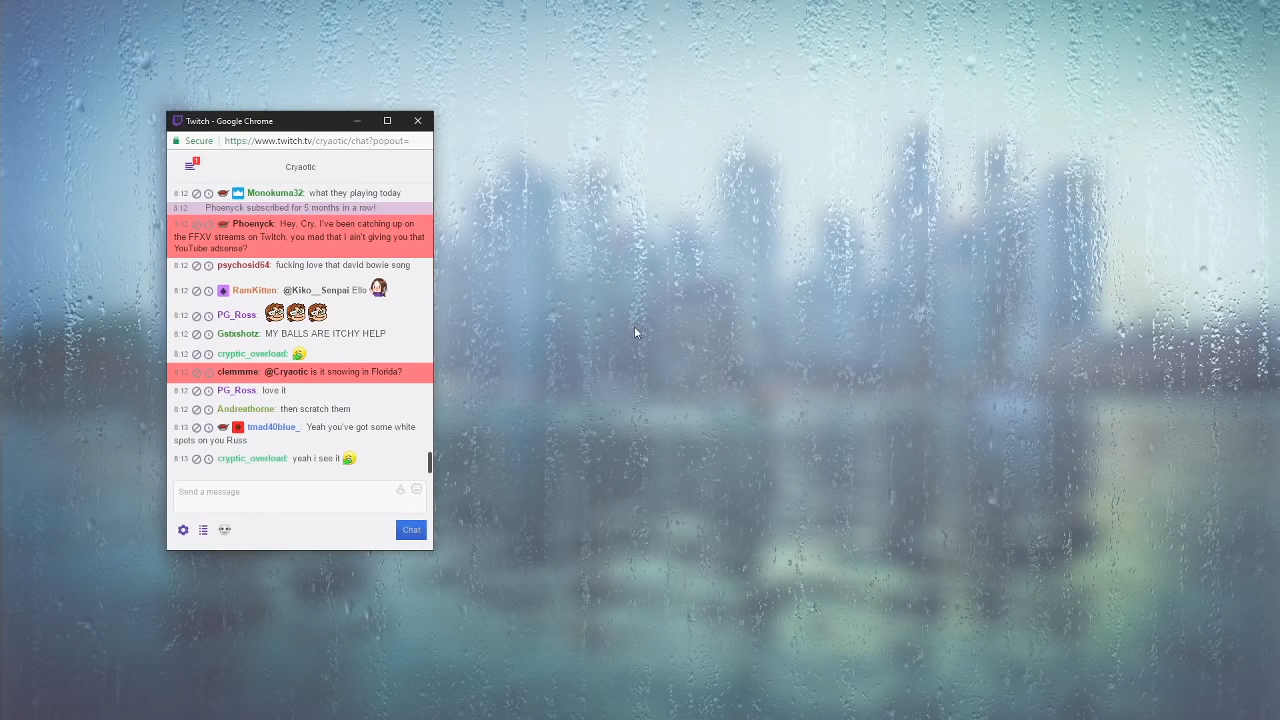 Twitch - Google Chrome
Secure https://www.twitch.tv/cryaotic/chat?popout=
1
Cryaotic
8:12 Monokuma32: what they playing today
8:12 Phoenyck subscribed for 5 months in a row!
8:12 Phoenyck: Hey, Cry, I've been catching up on
the FFXV streams on Twitch, you mad that I ain't giving you that
YouTube adsense?
8:12 psychosid64: fucking love that david bowie song
8:12 RamKitten: @Kiko__Senpai Ello
8:12 PG_Ross:
8:12 Gstxshotz: MY BALLS ARE ITCHY HELP
8:12 cryptic_overload:
8:12 clemmme: @Cryaotic is it snowing in Florida?
8:12 PG_Ross: love it
8:12 Andreathorne: then scratch them
8:13 tmad40blue_: Yeah you've got some white
spots on you Russ
8:13 cryptic_overload: yeah i see it
Send a message
Chat